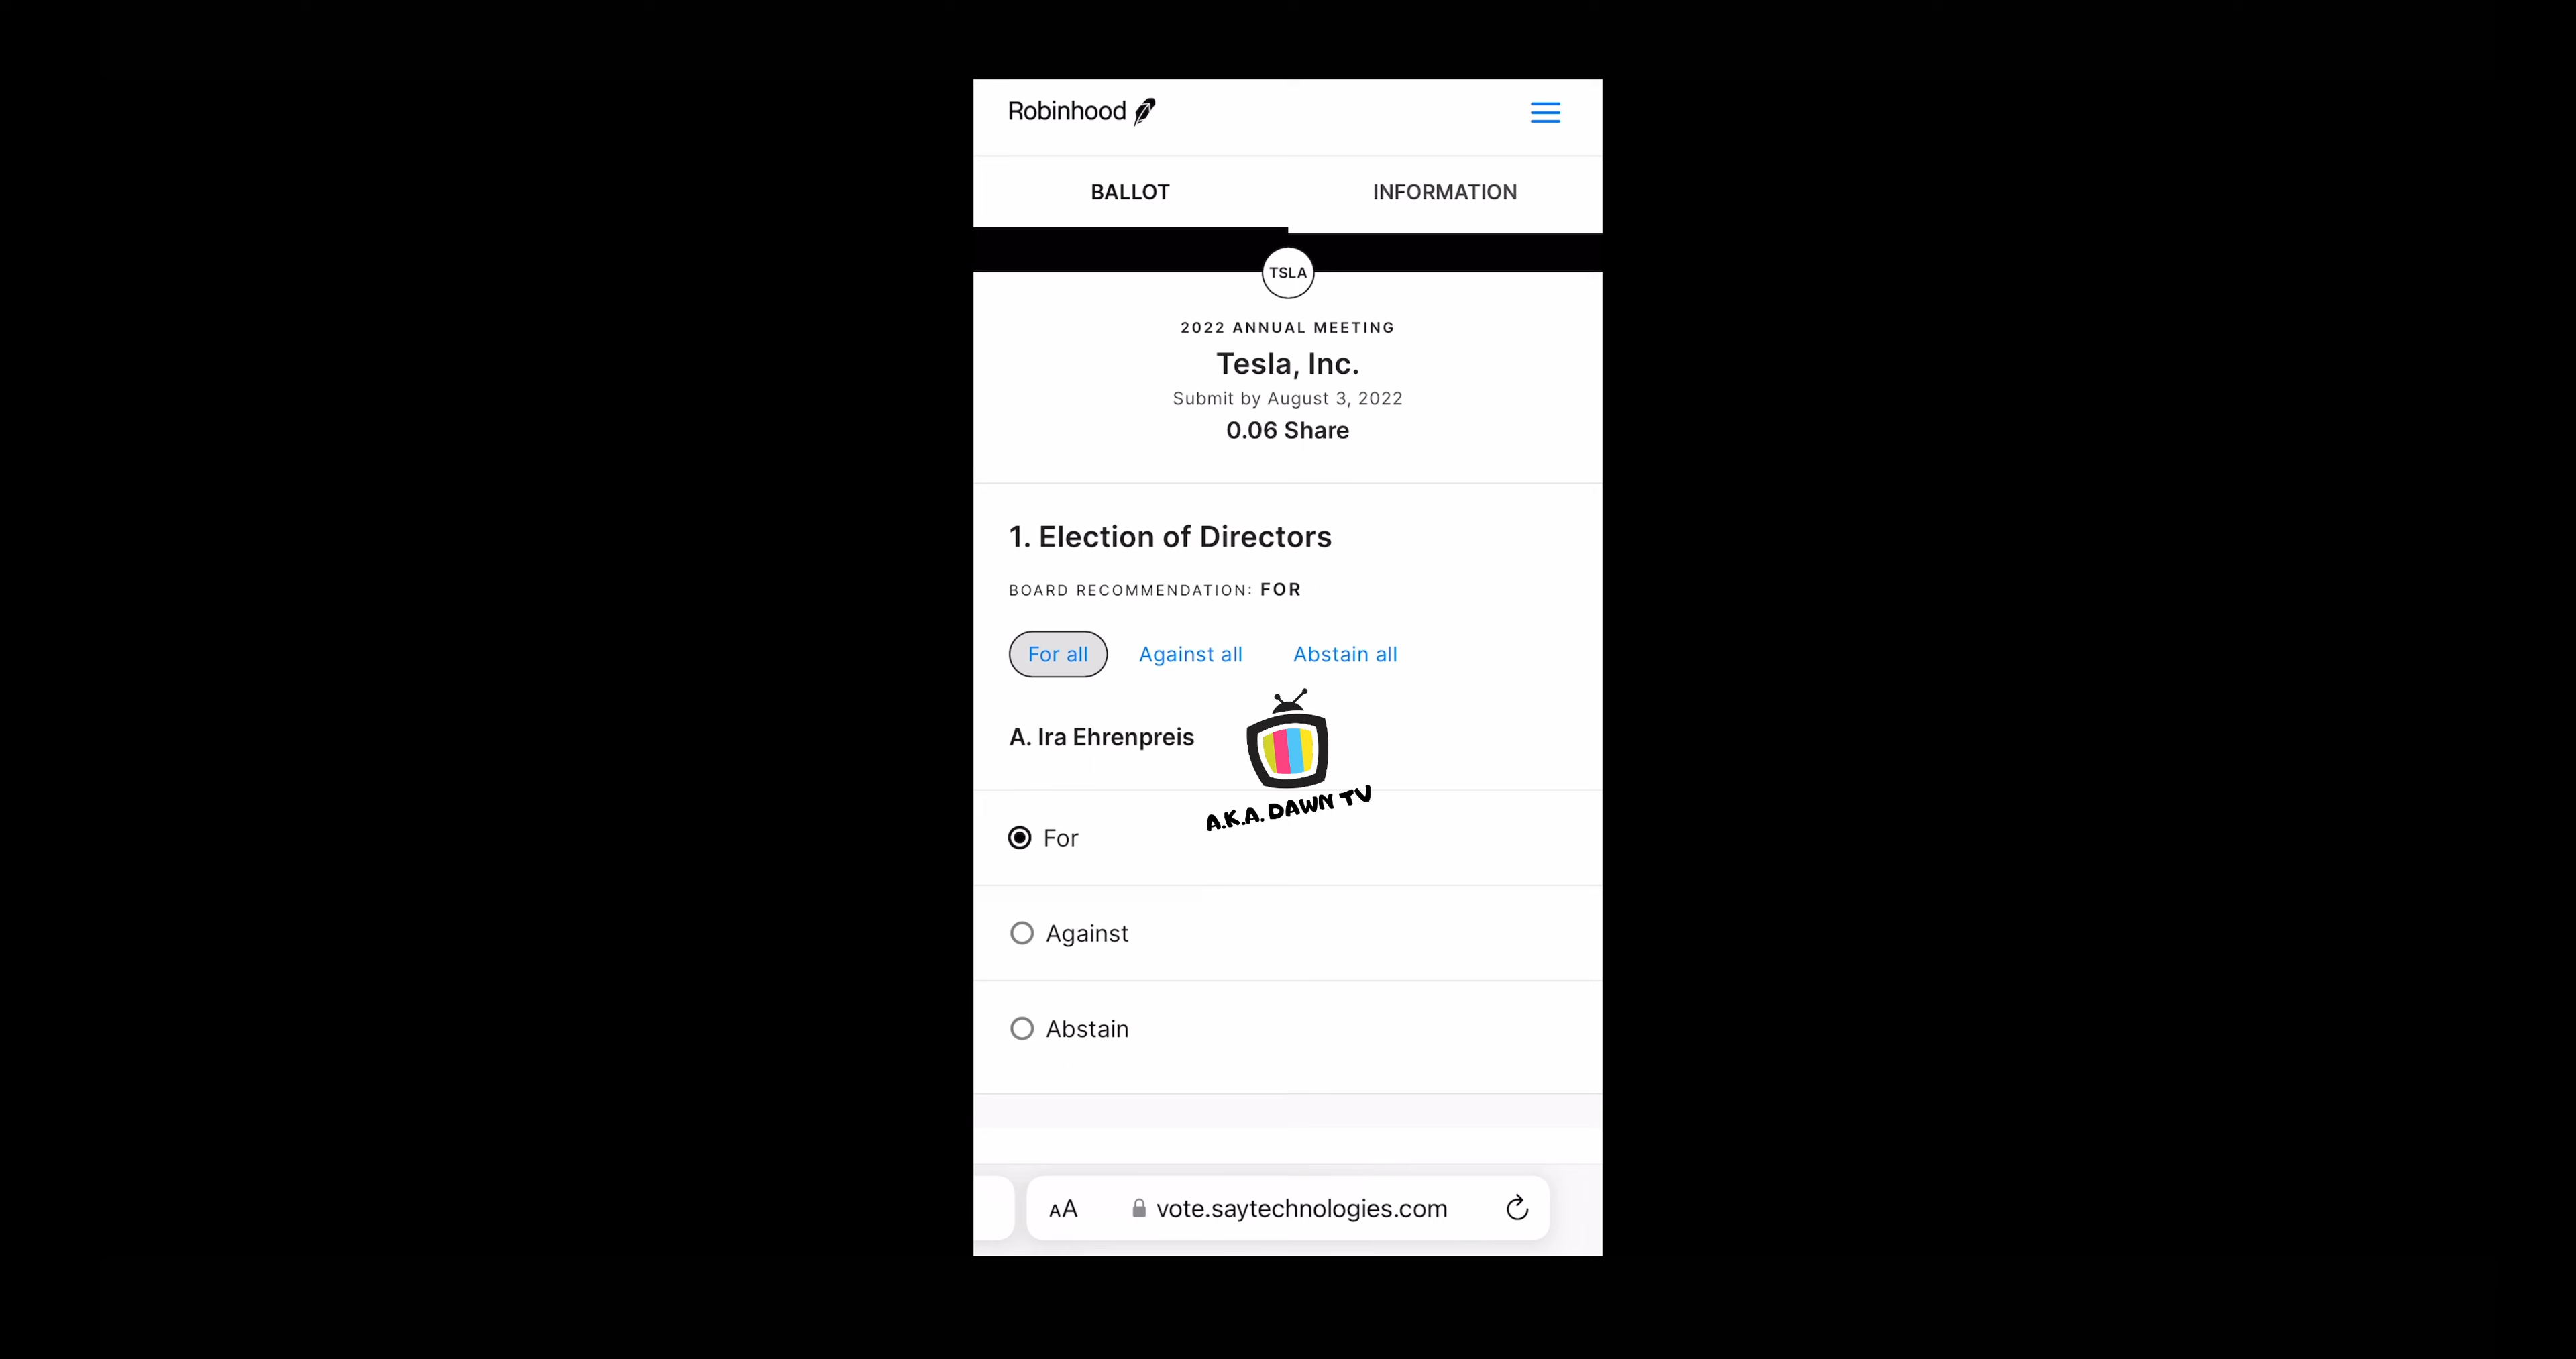 Robinhood
BALLOT INFORMATION
TSLA
2022 ANNUAL MEETING
Tesla, Inc.
Submit by August 3, 2022
0.06 Share
1. Election of Directors
BOARD RECOMMENDATION: FOR
For all Against all Abstain all
A. Ira Ehrenpreis
A.K.A. DAWN TV
For
Against
Abstain
AA vote.saytechnologies.com